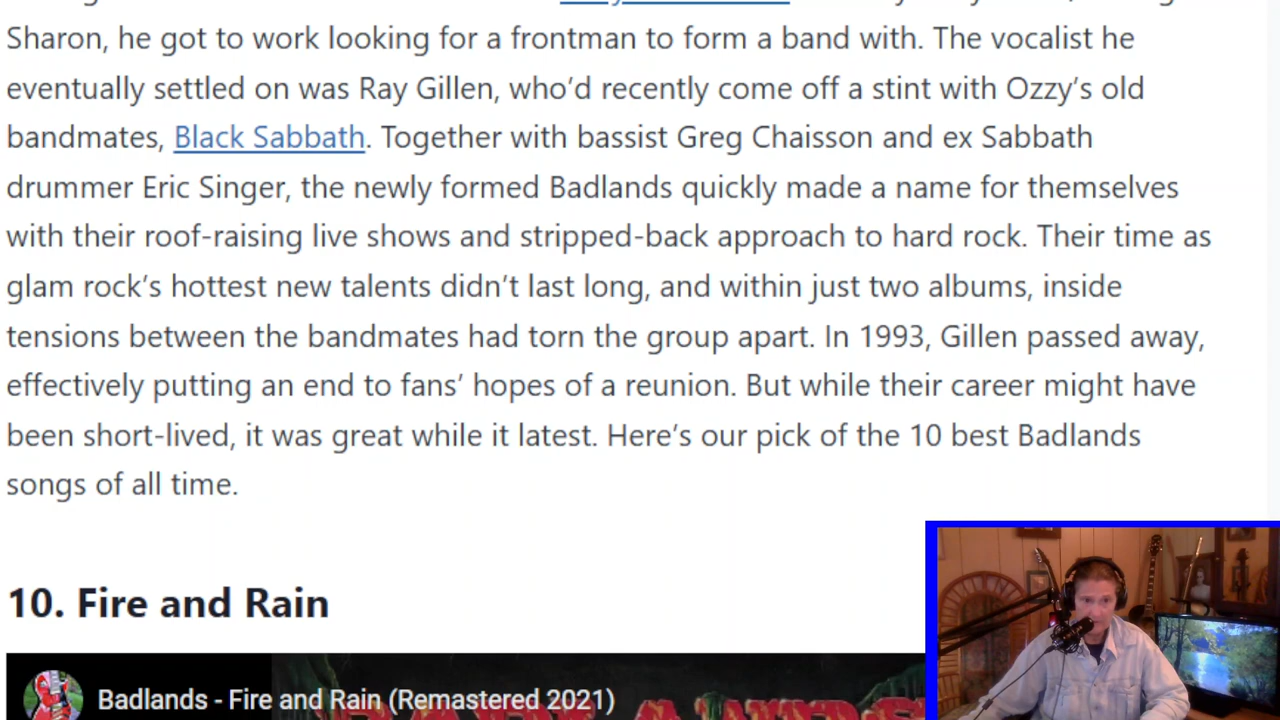 Sharon, he got to work looking for a frontman to form a band with. The vocalist he
eventually settled on was Ray Gillen, who’d recently come off a stint with Ozzy’s old
bandmates, Black Sabbath. Together with bassist Greg Chaisson and ex Sabbath
drummer Eric Singer, the newly formed Badlands quickly made a name for themselves
with their roof-raising live shows and stripped-back approach to hard rock. Their time as
glam rock’s hottest new talents didn’t last long, and within just two albums, inside
tensions between the bandmates had torn the group apart. In 1993, Gillen passed away,
effectively putting an end to fans’ hopes of a reunion. But while their career might have
been short-lived, it was great while it latest. Here’s our pick of the 10 best Badlands
songs of all time.
10. Fire and Rain
Badlands - Fire and Rain (Remastered 2021)